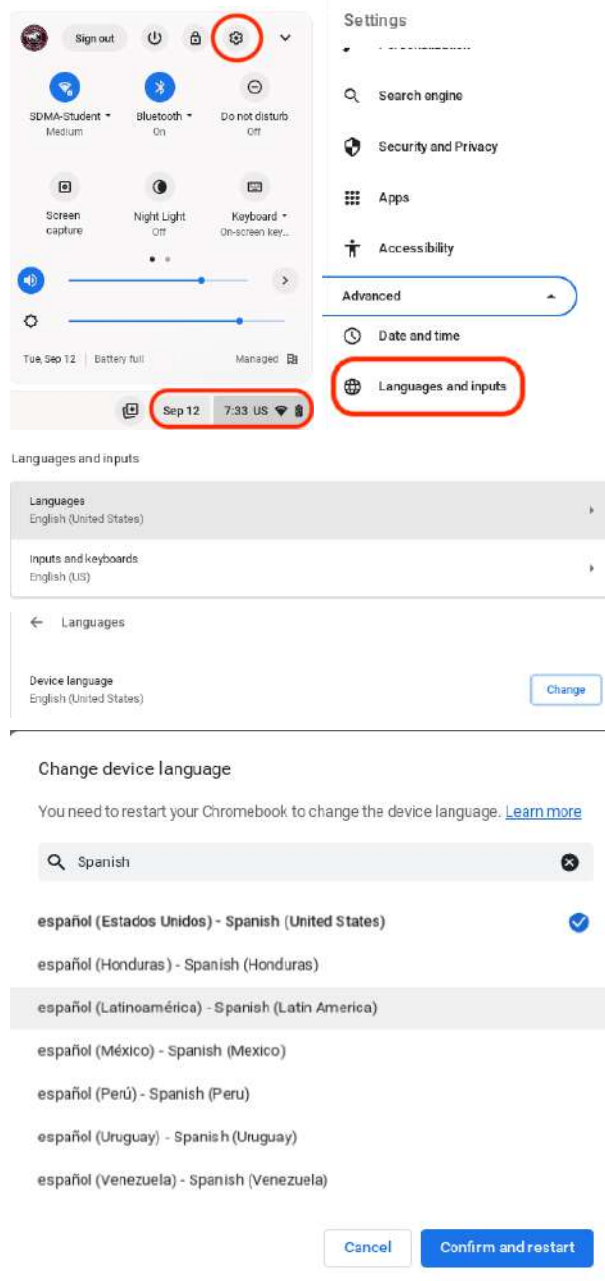 Sign out
SDMA-Student
Medium
Bluetooth
On
Do not disturb
Off
Screen
capture
Night Light
Off
Keyboard
On-screen key...
Tue, Sep 12
Battery full
Managed
Sep 12
7:33 US
Settings
Search engine
Security and Privacy
Apps
Accessibility
Advanced
Date and time
Languages and inputs
Languages and inputs
Languages
English (United States)
Inputs and keyboards
English (US)
Languages
Device language
English (United States)
Change
Change device language
You need to restart your Chromebook to change the device language. Learn more
Spanish
español (Estados Unidos) - Spanish (United States)
español (Honduras) - Spanish (Honduras)
español (Latinoamérica) - Spanish (Latin America)
español (México) - Spanish (Mexico)
español (Perú) - Spanish (Peru)
español (Uruguay) - Spanish (Uruguay)
español (Venezuela) - Spanish (Venezuela)
Cancel
Confirm and restart